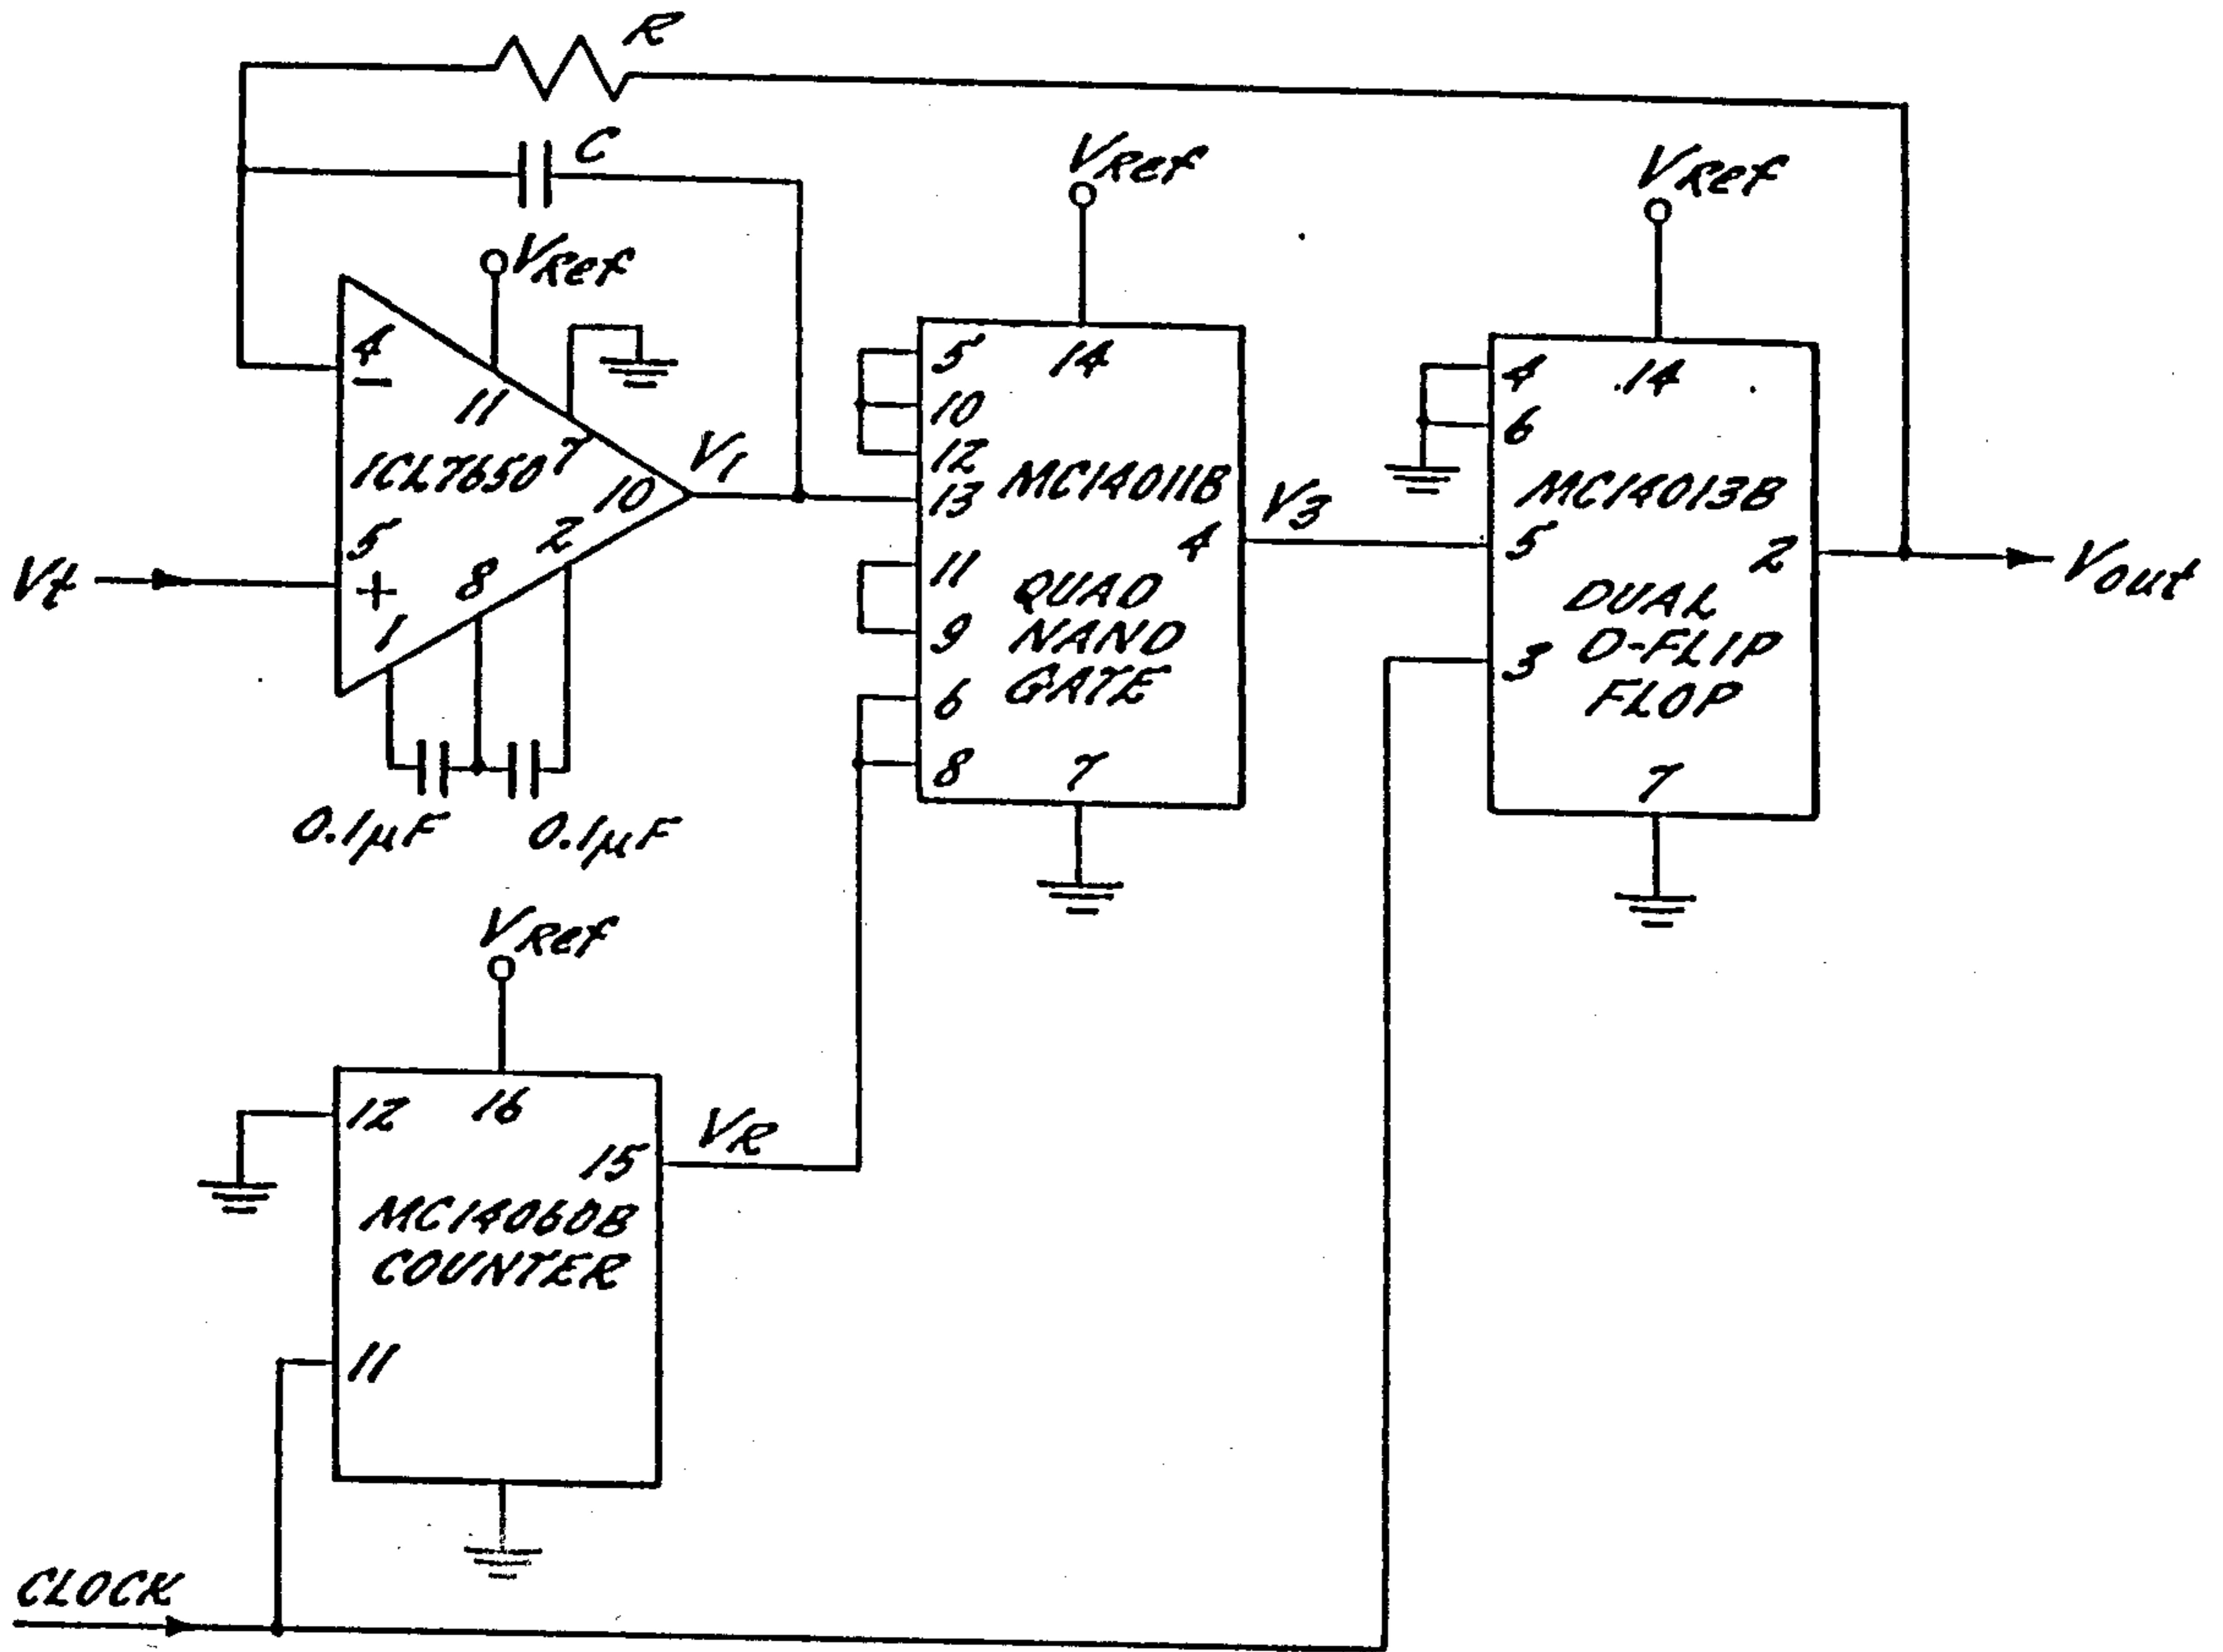 R
C
VRef
VRef
VRef
4
−
11
7
ICL7650
10
V1
5
+
8
2
1
Vt
0.1µF
0.1µF
5
14
10
12
MC14011B
13
4
V3
11
QUAD
9
NAND
6
GATE
8
7
4
14
6
MC14013B
5
2
Vout
DUAL
3
D-FLIP
FLOP
7
VRef
12
16
15
VR
MC14060B
COUNTER
11
CLOCK